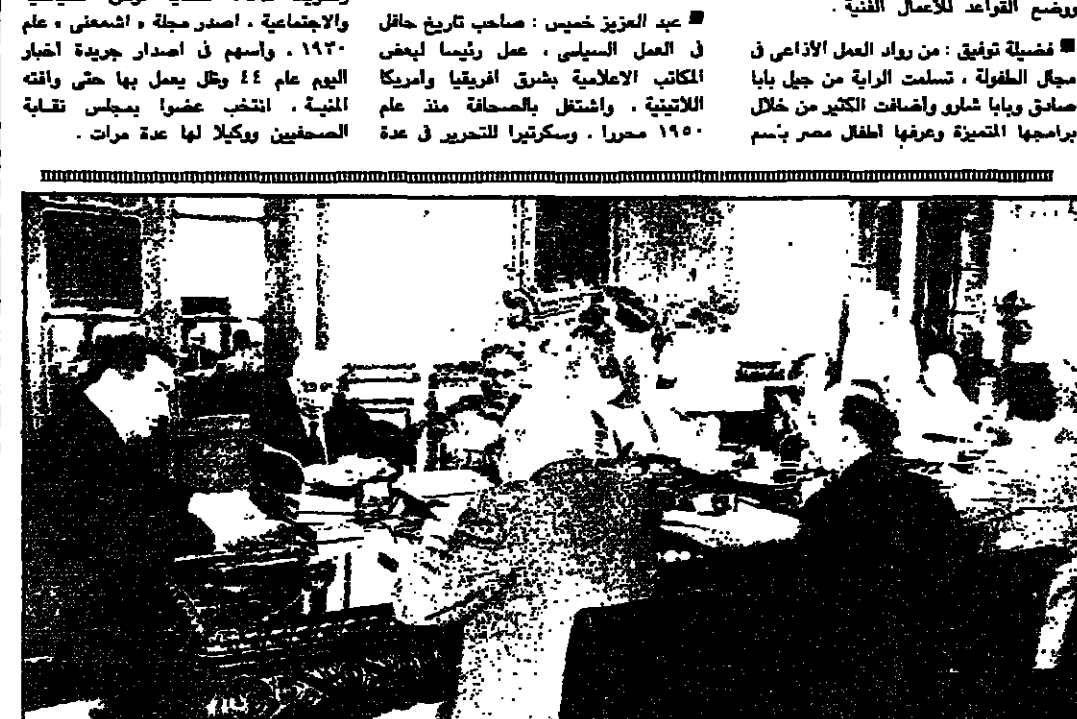 ووضع القواعد للأعمال الفنية .
■ فضيلة توفيق : من رواد العمل الأذاعى فى
مجال الطفولة ، تسلمت الراية من جيل بابا
صادق وبابا شارو وأضافت الكثير من خلال
برامجها المتميزة وعرفها اطفال مصر باسم
■ عبد العزيز خميس : صاحب تاريخ حافل
فى العمل السياسى ، عمل رئيسا لبعض
المكاتب الاعلامية بشرق افريقيا وامريكا
اللاتينية . واشتغل بالصحافة منذ عام
١٩٥٠ محررا . وسكرتيرا للتحرير فى عدة
والاجتماعية . اصدر مجلة « اشمعنى » عام
١٩٣٠ . وأسهم فى اصدار جريدة أخبار
اليوم عام ٤٤ وظل يعمل بها حتى وافته
المنية . انتخب عضوا بمجلس نقابة
الصحفيين ووكيلا لها عدة مرات .